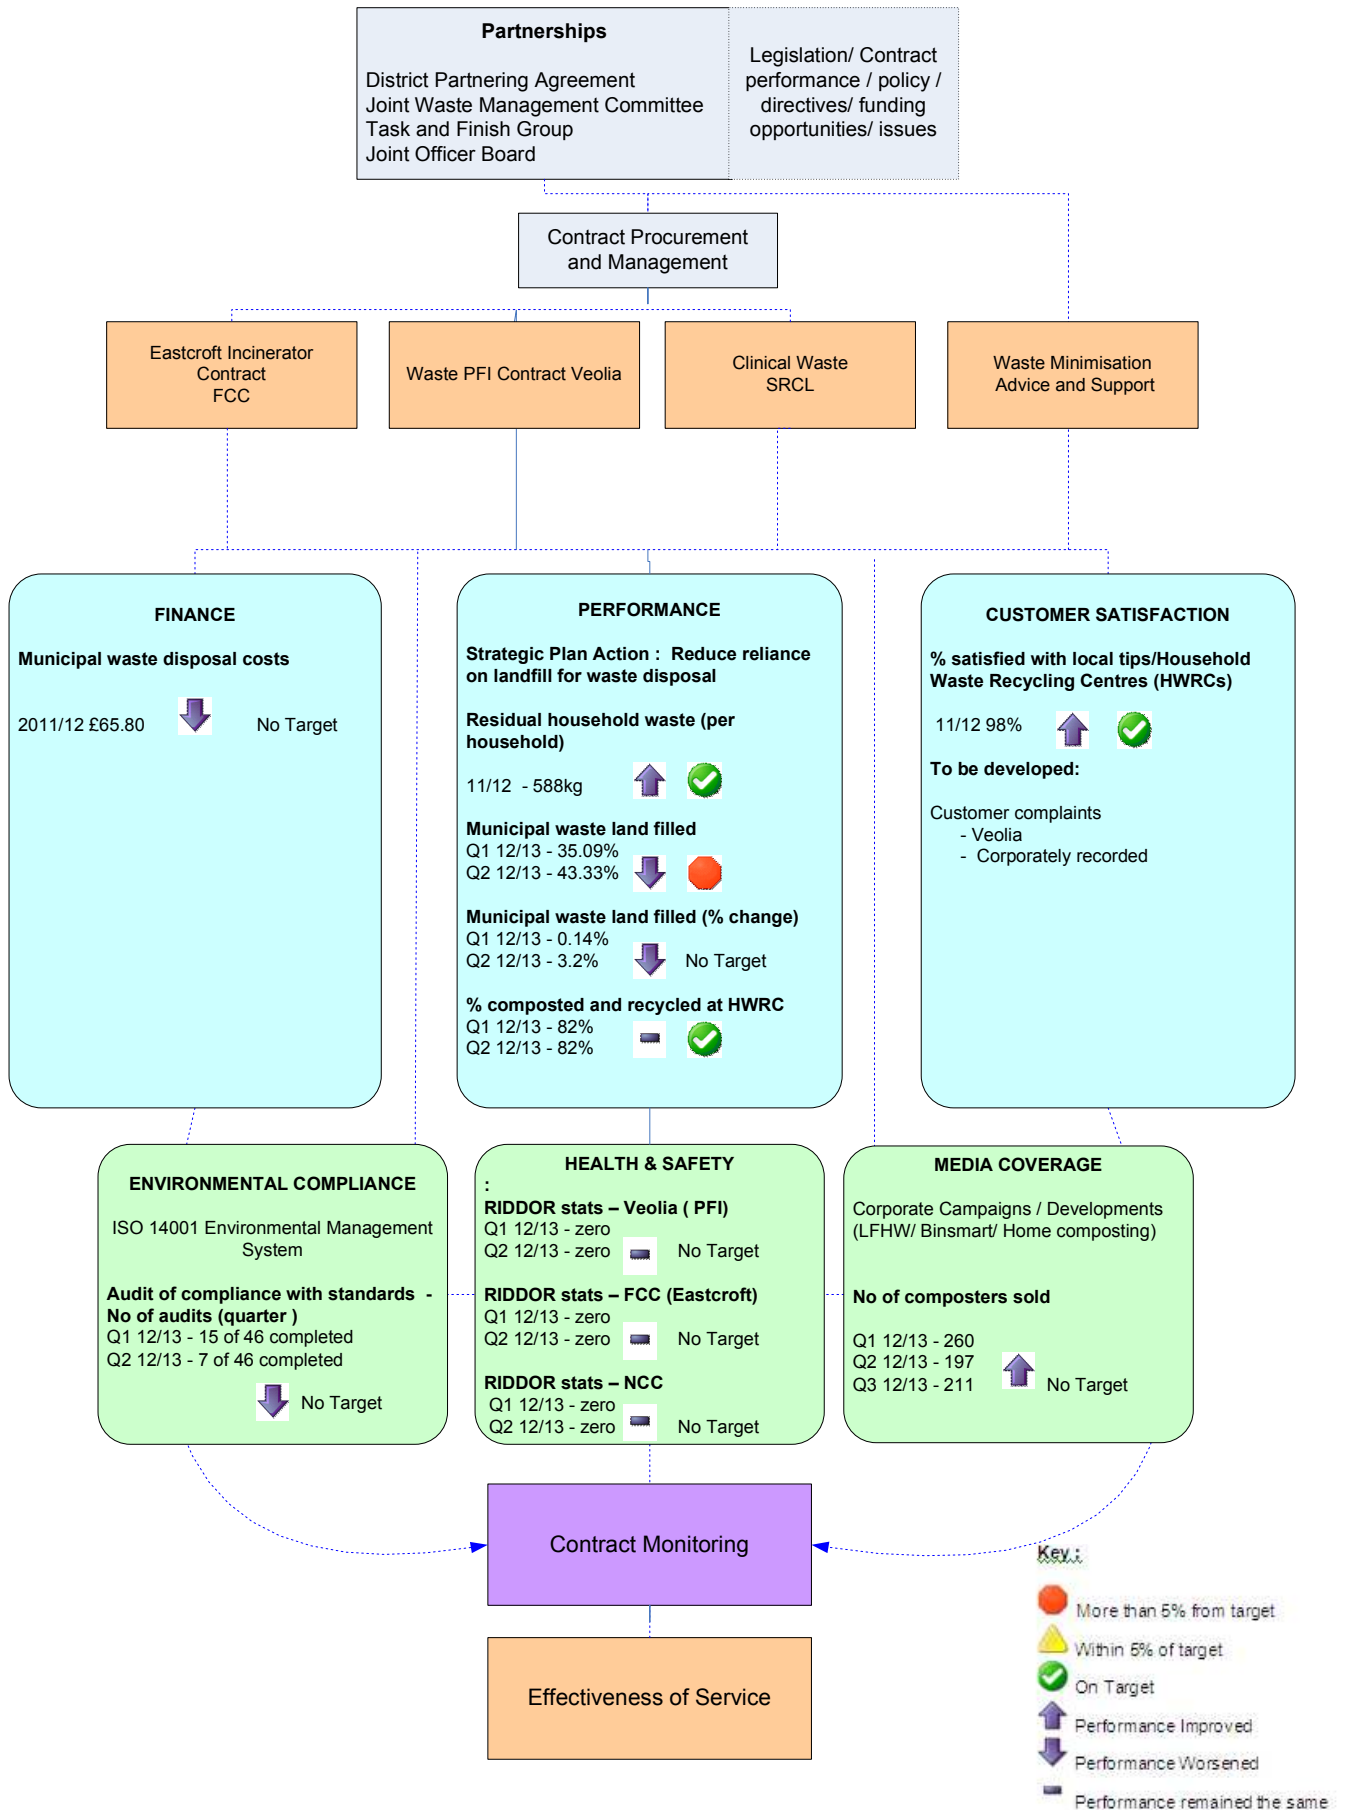 Partnerships
District Partnering Agreement
Joint Waste Management Committee
Task and Finish Group
Joint Officer Board
Legislation/ Contract
performance / policy /
directives/ funding
opportunities/ issues
Contract Procurement
and Management
Eastcroft Incinerator
Contract
FCC
Waste PFI Contract Veolia
Clinical Waste
SRCL
Waste Minimisation
Advice and Support
FINANCE
Municipal waste disposal costs
2011/12 £65.80 No Target
PERFORMANCE
Strategic Plan Action : Reduce reliance
on landfill for waste disposal
Residual household waste (per
household)
11/12 - 588kg
Municipal waste land filled
Q1 12/13 - 35.09%
Q2 12/13 - 43.33%
Municipal waste land filled (% change)
Q1 12/13 - 0.14%
Q2 12/13 - 3.2% No Target
% composted and recycled at HWRC
Q1 12/13 - 82%
Q2 12/13 - 82%
CUSTOMER SATISFACTION
% satisfied with local tips/Household
Waste Recycling Centres (HWRCs)
11/12 98%
To be developed:
Customer complaints
- Veolia
- Corporately recorded
ENVIRONMENTAL COMPLIANCE
ISO 14001 Environmental Management
System
Audit of compliance with standards -
No of audits (quarter )
Q1 12/13 - 15 of 46 completed
Q2 12/13 - 7 of 46 completed
No Target
HEALTH & SAFETY
:
RIDDOR stats – Veolia ( PFI)
Q1 12/13 - zero
Q2 12/13 - zero No Target
RIDDOR stats – FCC (Eastcroft)
Q1 12/13 - zero
Q2 12/13 - zero No Target
RIDDOR stats – NCC
Q1 12/13 - zero
Q2 12/13 - zero No Target
MEDIA COVERAGE
Corporate Campaigns / Developments
(LFHW/ Binsmart/ Home composting)
No of composters sold
Q1 12/13 - 260
Q2 12/13 - 197
Q3 12/13 - 211 No Target
Contract Monitoring
Effectiveness of Service
Key :
More than 5% from target
Within 5% of target
On Target
Performance Improved
Performance Worsened
Performance remained the same